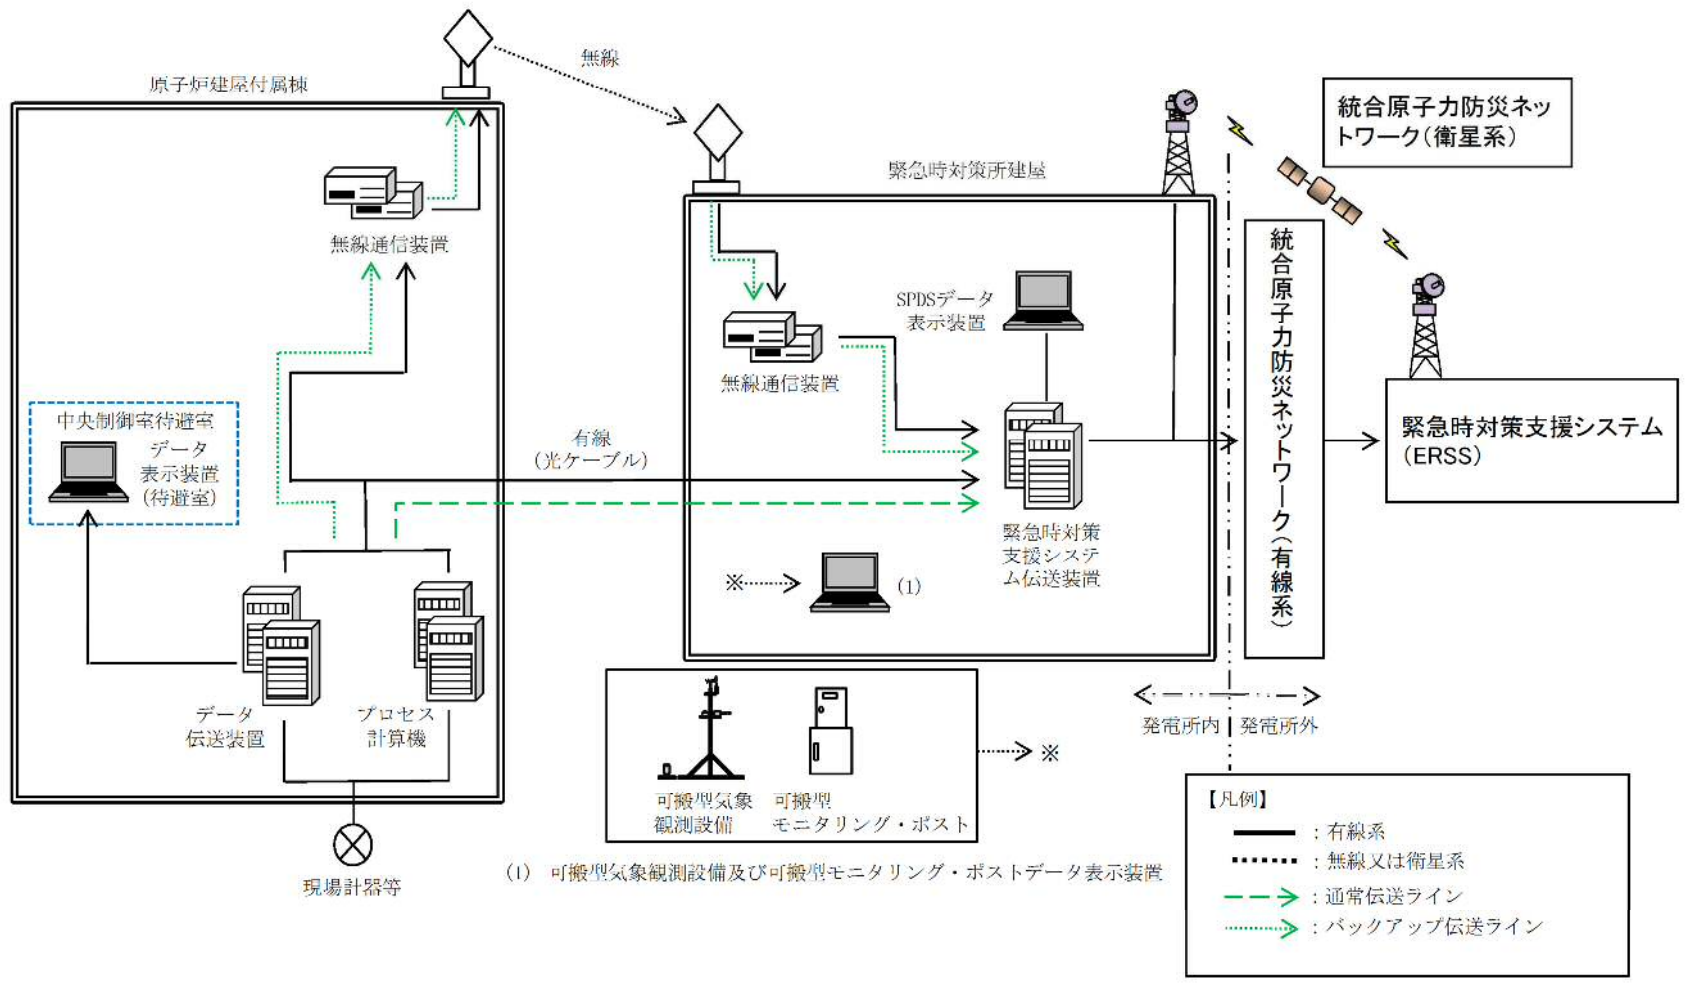 原子炉建屋付属棟
無線
無線通信装置
中央制御室待避室
データ
表示装置
(待避室)
データ
伝送装置
プロセス
計算機
現場計器等
有線
(光ケーブル)
緊急時対策所建屋
無線通信装置
SPDSデータ
表示装置
緊急時対策
支援システ
ム伝送装置
※
(1)
統合原子力防災ネッ
トワーク(衛星系)
統合原子力防災ネットワーク(有線系)
緊急時対策支援システム
(ERSS)
発電所内
発電所外
可搬型気象
観測設備
可搬型
モニタリング・ポスト
※
(1) 可搬型気象観測設備及び可搬型モニタリング・ポストデータ表示装置
【凡例】
:有線系
:無線又は衛星系
:通常伝送ライン
:バックアップ伝送ライン